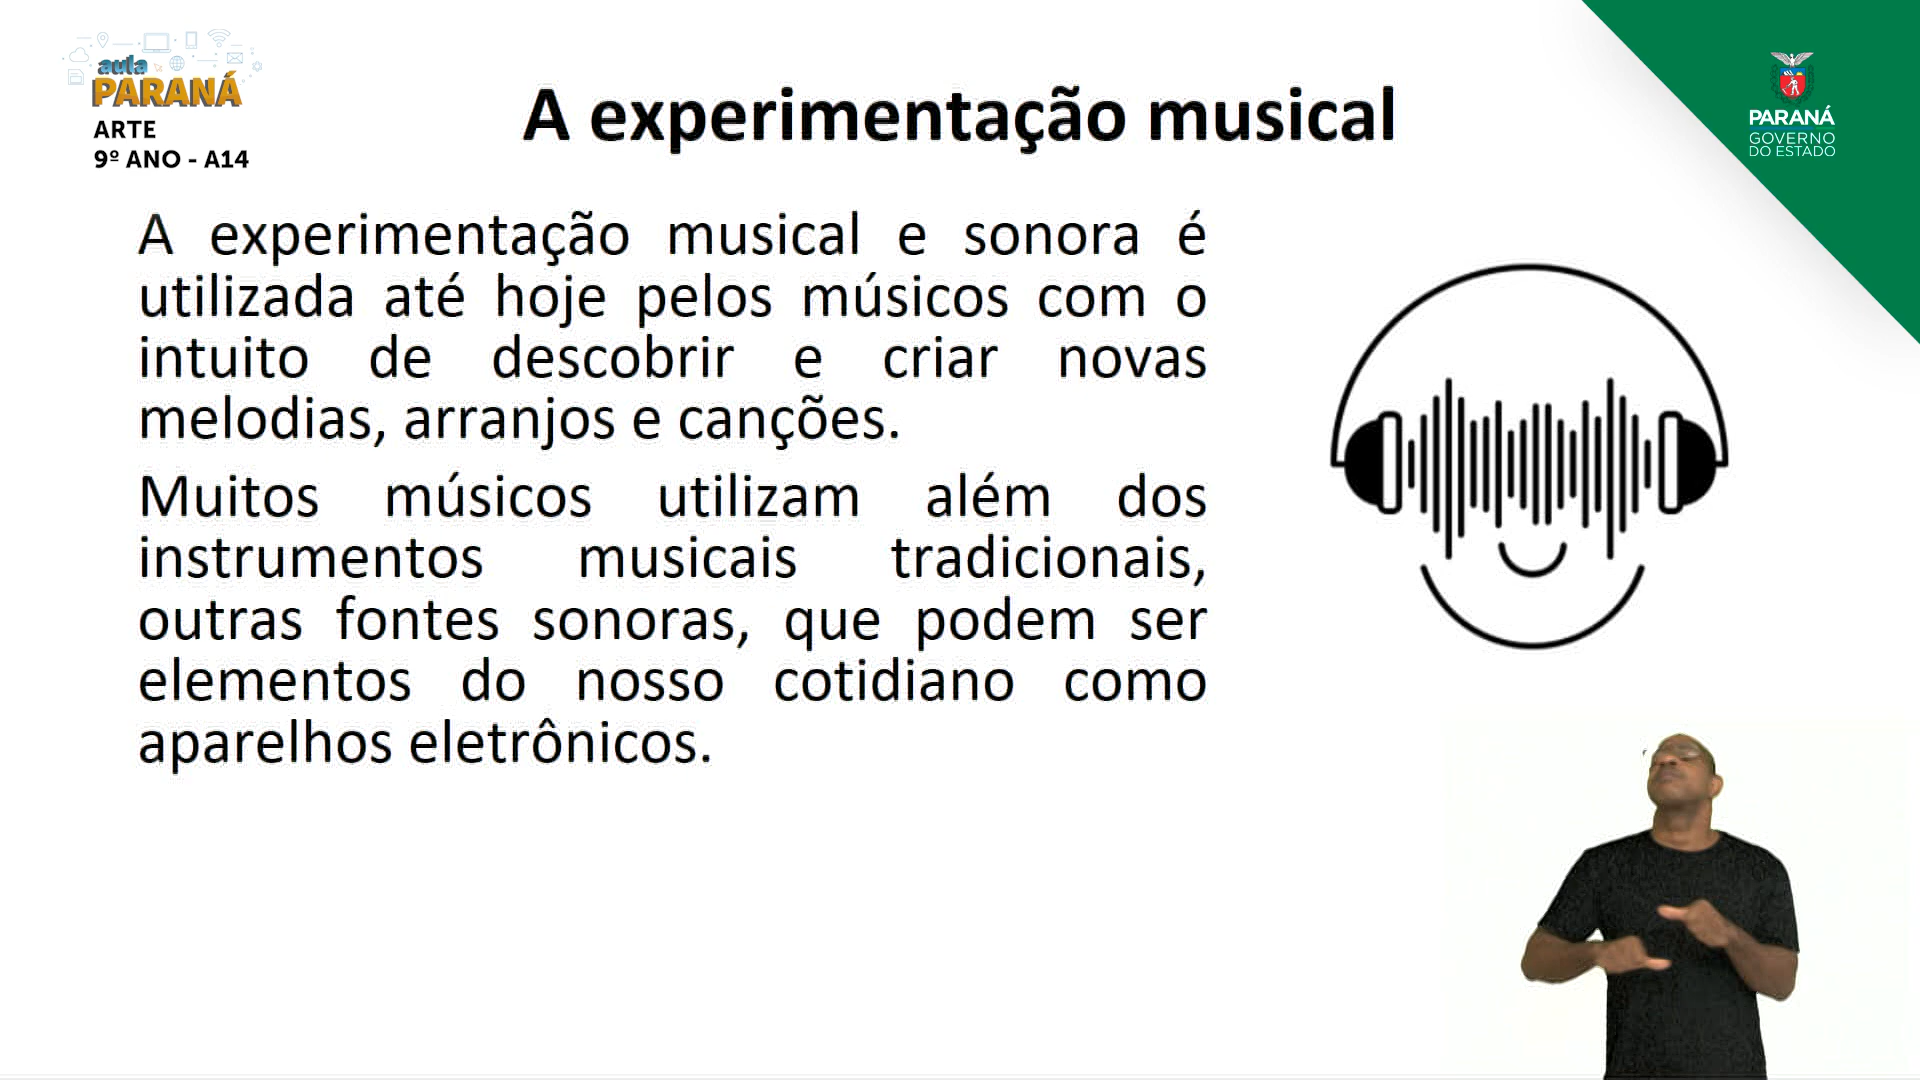 aula
PARANÁ
ARTE
9º ANO - A14
A experimentação musical
PARANÁ
GOVERNO
DO ESTADO
A experimentação musical e sonora é
utilizada até hoje pelos músicos com o
intuito de descobrir e criar novas
melodias, arranjos e canções.
Muitos músicos utilizam além dos
instrumentos musicais tradicionais,
outras fontes sonoras, que podem ser
elementos do nosso cotidiano como
aparelhos eletrônicos.